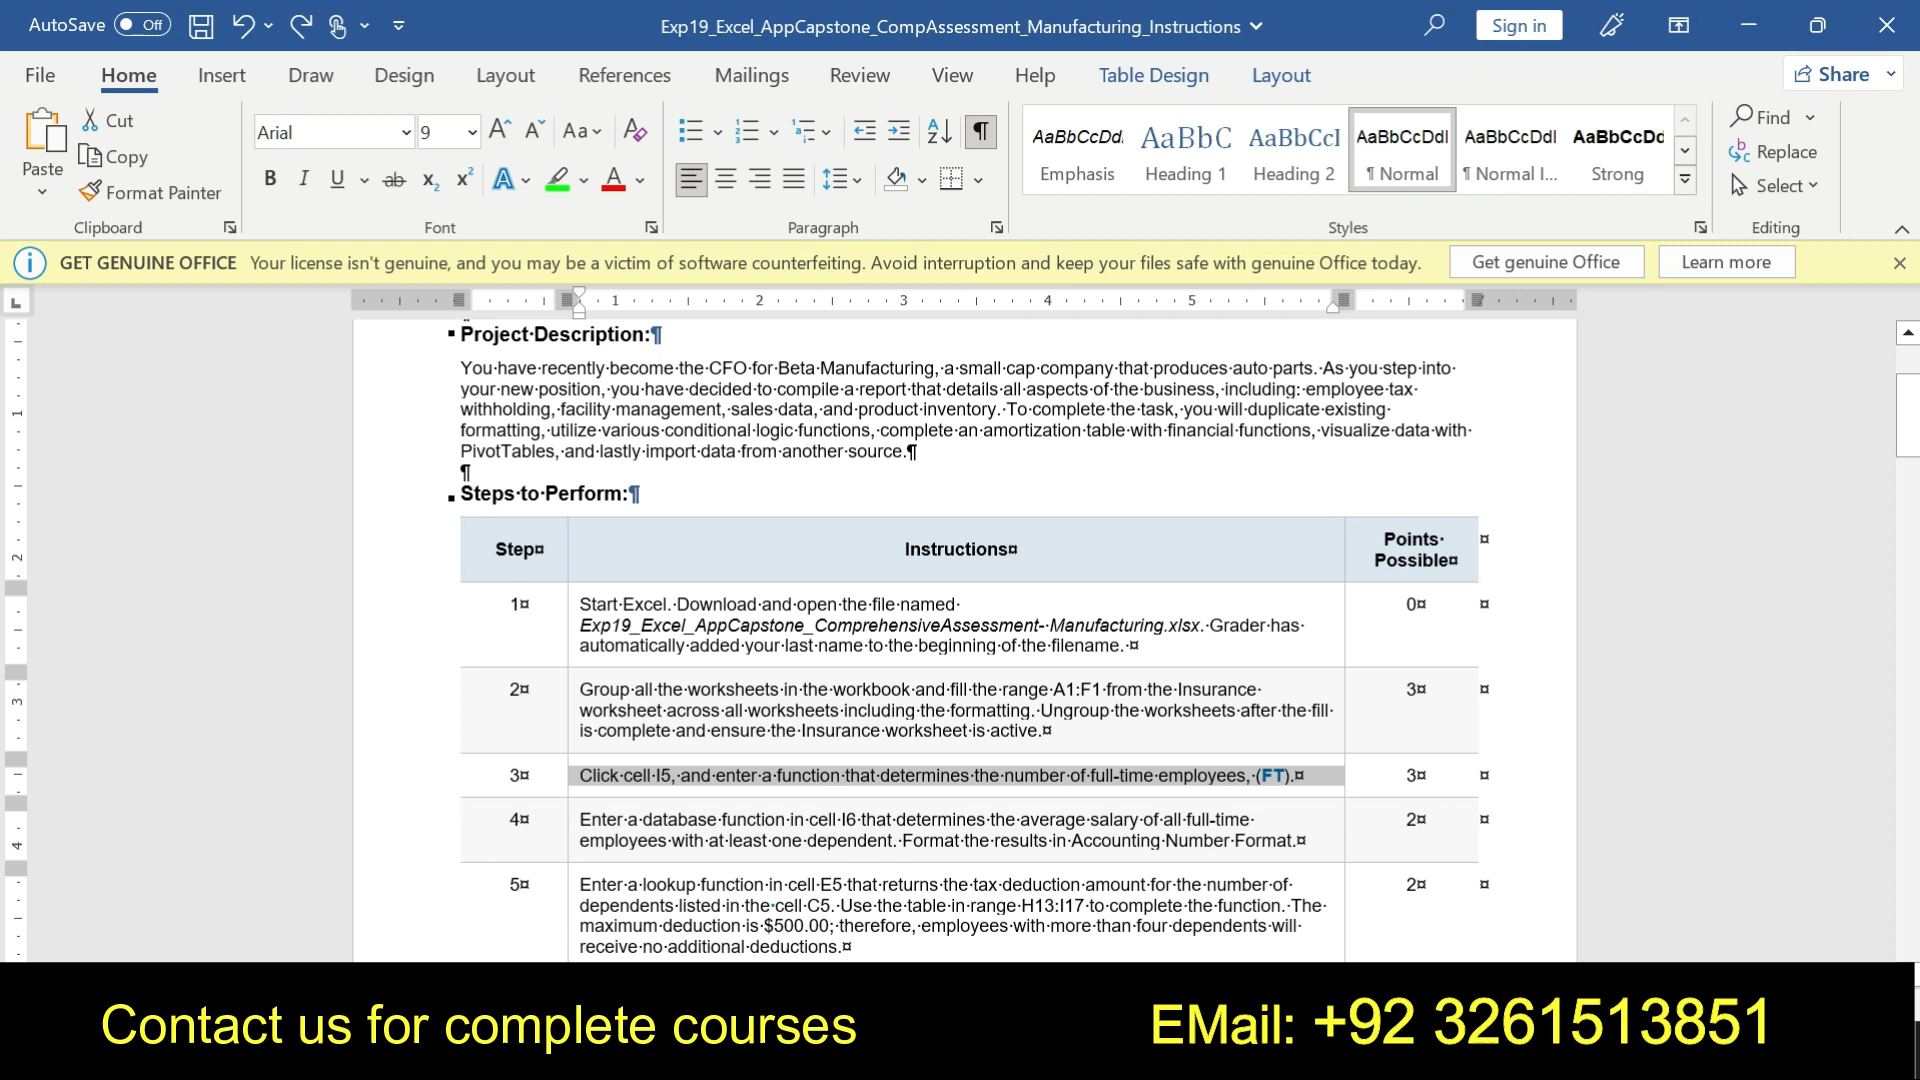 AutoSave Off
Exp19_Excel_AppCapstone_CompAssessment_Manufacturing_Instructions
Sign in
File Home Insert Draw Design Layout References Mailings Review View Help Table Design Layout
Share
Paste
Cut
Copy
Format Painter
Clipboard
Arial 9
Font
Paragraph
AaBbCcDdI AaBbC AaBbCcI AaBbCcDdI AaBbCcDdI AaBbCcDd
Emphasis Heading 1 Heading 2 ¶ Normal ¶ Normal I... Strong
Styles
Find
Replace
Select
Editing
GET GENUINE OFFICE Your license isn't genuine, and you may be a victim of software counterfeiting. Avoid interruption and keep your files safe with genuine Office today.
Get genuine Office
Learn more
1 2 3 4 5 7
Project·Description:¶
You·have·recently·become·the·CFO·for·Beta·Manufacturing,·a·small·cap·company·that·produces·auto·parts.·As·you·step·into·
your·new·position,·you·have·decided·to·compile·a·report·that·details·all·aspects·of·the·business,·including:·employee·tax·
withholding,·facility·management,·sales·data,·and·product·inventory.·To·complete·the·task,·you·will·duplicate·existing·
formatting,·utilize·various·conditional·logic·functions,·complete·an·amortization·table·with·financial·functions,·visualize·data·with·
PivotTables,·and·lastly·import·data·from·another·source.¶
¶
Steps·to·Perform:¶
Step¤ Instructions¤ Points·Possible¤ ¤
1¤ Start·Excel.·Download·and·open·the·file·named· 0¤ ¤
Exp19_Excel_AppCapstone_ComprehensiveAssessment-·Manufacturing.xlsx.·Grader·has·
automatically·added·your·last·name·to·the·beginning·of·the·filename.·¤
2¤ Group·all·the·worksheets·in·the·workbook·and·fill·the·range·A1:F1·from·the·Insurance· 3¤ ¤
worksheet·across·all·worksheets·including·the·formatting.·Ungroup·the·worksheets·after·the·fill·
is·complete·and·ensure·the·Insurance·worksheet·is·active.¤
3¤ Click·cell·I5,·and·enter·a·function·that·determines·the·number·of·full-time·employees,·(FT).¤ 3¤ ¤
4¤ Enter·a·database·function·in·cell·I6·that·determines·the·average·salary·of·all·full-time· 2¤ ¤
employees·with·at·least·one·dependent.·Format·the·results·in·Accounting·Number·Format.¤
5¤ Enter·a·lookup·function·in·cell·E5·that·returns·the·tax·deduction·amount·for·the·number·of· 2¤ ¤
dependents·listed·in·the·cell·C5.·Use·the·table·in·range·H13:I17·to·complete·the·function.·The·
maximum·deduction·is·$500.00;·therefore,·employees·with·more·than·four·dependents·will·
receive·no·additional·deductions.¤
1
2
3
4
Contact us for complete courses
EMail: +92 3261513851